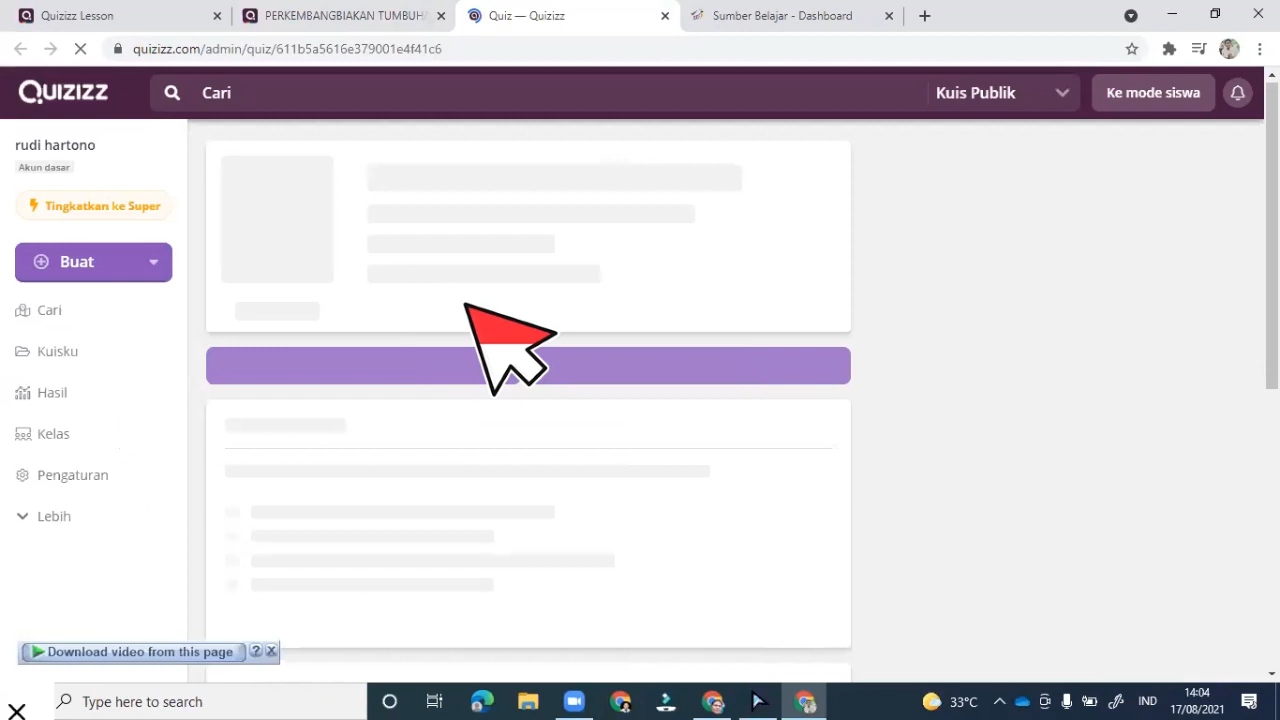 Quizizz Lesson
PERKEMBANGBIAKAN TUMBUH
Quiz — Quizizz
Sumber Belajar - Dashboard
quizizz.com/admin/quiz/611b5a5616e379001e4f41c6
QUIZIZZ
Cari
Kuis Publik
Ke mode siswa
rudi hartono
Akun dasar
Tingkatkan ke Super
Buat
Cari
Kuisku
Hasil
Kelas
Pengaturan
Lebih
Download video from this page
?
Type here to search
33°C
IND
14:04
17/08/2021